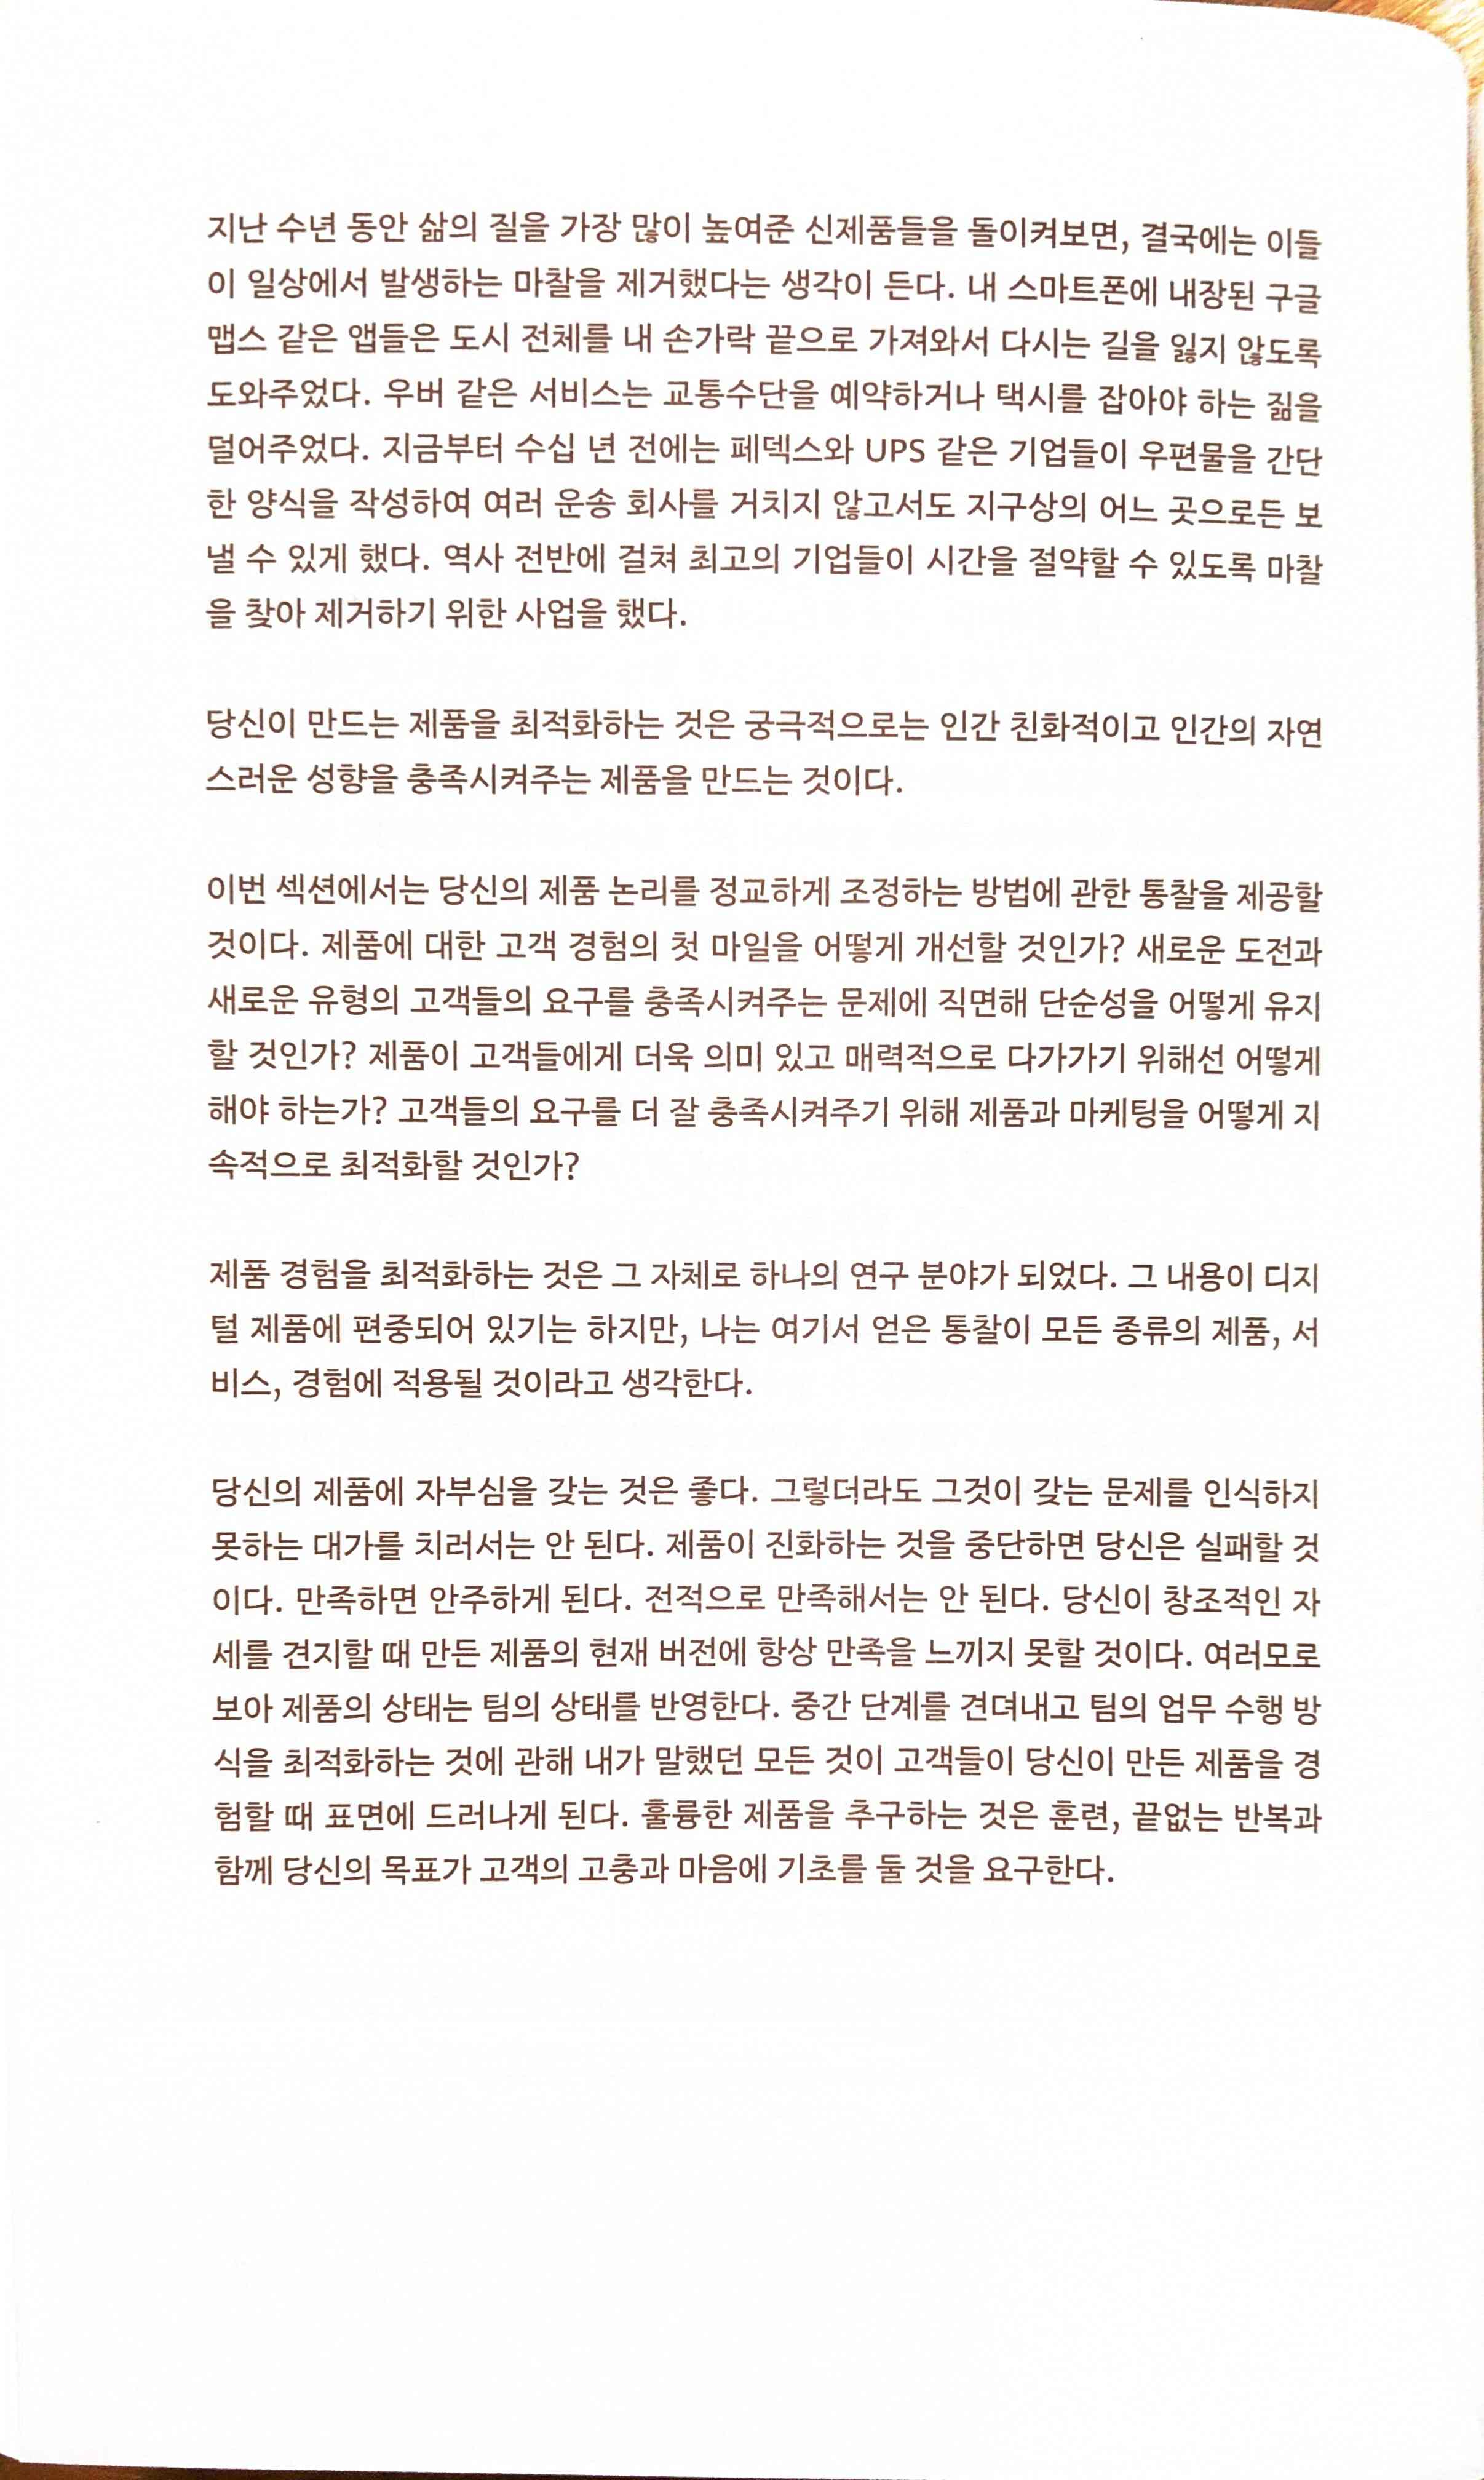 지난 수년 동안 삶의 질을 가장 많이 높여준 신제품들을 돌이켜보면, 결국에는 이들
이 일상에서 발생하는 마찰을 제거했다는 생각이 든다. 내 스마트폰에 내장된 구글
맵스 같은 앱들은 도시 전체를 내 손가락 끝으로 가져와서 다시는 길을 잃지 않도록
도와주었다. 우버 같은 서비스는 교통수단을 예약하거나 택시를 잡아야 하는 짊을
덜어주었다. 지금부터 수십 년 전에는 페덱스와 UPS 같은 기업들이 우편물을 간단
한 양식을 작성하여 여러 운송 회사를 거치지 않고서도 지구상의 어느 곳으로든 보
낼 수 있게 했다. 역사 전반에 걸쳐 최고의 기업들이 시간을 절약할 수 있도록 마찰
을 찾아 제거하기 위한 사업을 했다.

당신이 만드는 제품을 최적화하는 것은 궁극적으로는 인간 친화적이고 인간의 자연
스러운 성향을 충족시켜주는 제품을 만드는 것이다.

이번 섹션에서는 당신의 제품 논리를 정교하게 조정하는 방법에 관한 통찰을 제공할
것이다. 제품에 대한 고객 경험의 첫 마일을 어떻게 개선할 것인가? 새로운 도전과
새로운 유형의 고객들의 요구를 충족시켜주는 문제에 직면해 단순성을 어떻게 유지
할 것인가? 제품이 고객들에게 더욱 의미 있고 매력적으로 다가가기 위해선 어떻게
해야 하는가? 고객들의 요구를 더 잘 충족시켜주기 위해 제품과 마케팅을 어떻게 지
속적으로 최적화할 것인가?

제품 경험을 최적화하는 것은 그 자체로 하나의 연구 분야가 되었다. 그 내용이 디지
털 제품에 편중되어 있기는 하지만, 나는 여기서 얻은 통찰이 모든 종류의 제품, 서
비스, 경험에 적용될 것이라고 생각한다.

당신의 제품에 자부심을 갖는 것은 좋다. 그렇더라도 그것이 갖는 문제를 인식하지
못하는 대가를 치러서는 안 된다. 제품이 진화하는 것을 중단하면 당신은 실패할 것
이다. 만족하면 안주하게 된다. 전적으로 만족해서는 안 된다. 당신이 창조적인 자
세를 견지할 때 만든 제품의 현재 버전에 항상 만족을 느끼지 못할 것이다. 여러모로
보아 제품의 상태는 팀의 상태를 반영한다. 중간 단계를 견뎌내고 팀의 업무 수행 방
식을 최적화하는 것에 관해 내가 말했던 모든 것이 고객들이 당신이 만든 제품을 경
험할 때 표면에 드러나게 된다. 훌륭한 제품을 추구하는 것은 훈련, 끝없는 반복과
함께 당신의 목표가 고객의 고충과 마음에 기초를 둘 것을 요구한다.